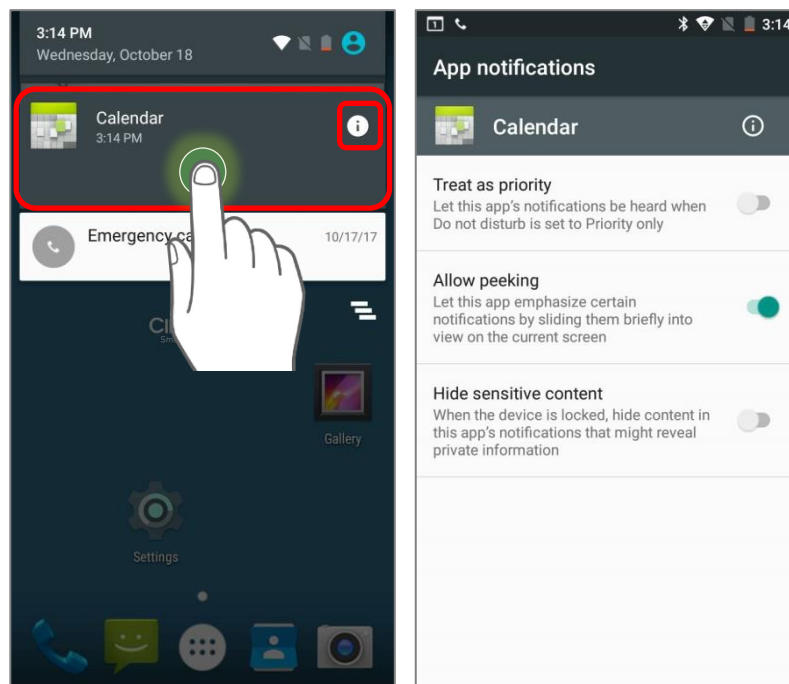 3:14 PM
Wednesday, October 18
Calendar
3:14 PM
Emergency ca
10/17/17
Gallery
Settings
1
3:14
App notifications
Calendar
Treat as priority
Let this app's notifications be heard when
Do not disturb is set to Priority only
Allow peeking
Let this app emphasize certain
notifications by sliding them briefly into
view on the current screen
Hide sensitive content
When the device is locked, hide content in
this app's notifications that might reveal
private information